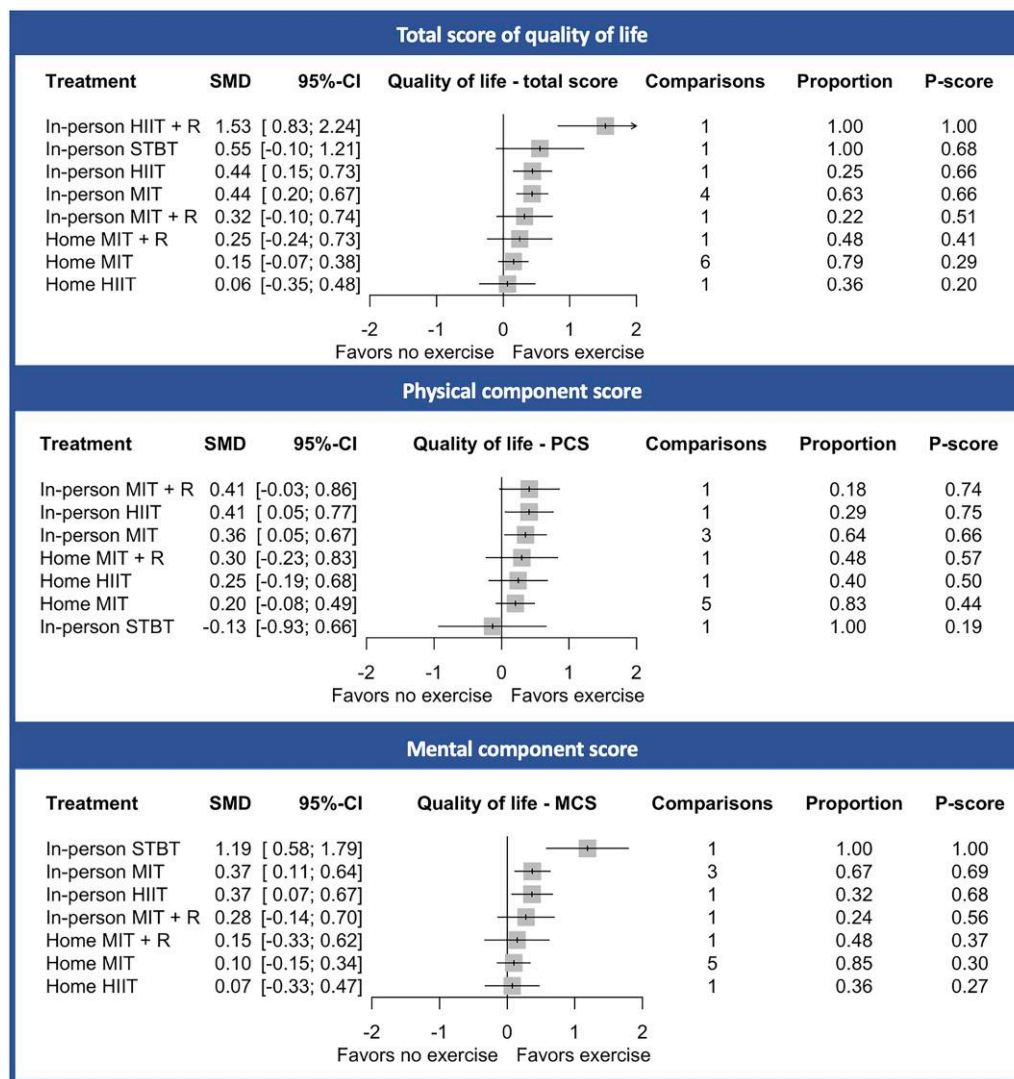 Total score of quality of life
Treatment SMD 95%-CI Quality of life - total score Comparisons Proportion P-score
In-person HIIT + R 1.53 [ 0.83; 2.24] 1 1.00 1.00
In-person STBT 0.55 [-0.10; 1.21] 1 1.00 0.68
In-person HIIT 0.44 [ 0.15; 0.73] 1 0.25 0.66
In-person MIT 0.44 [ 0.20; 0.67] 4 0.63 0.66
In-person MIT + R 0.32 [-0.10; 0.74] 1 0.22 0.51
Home MIT + R 0.25 [-0.24; 0.73] 1 0.48 0.41
Home MIT 0.15 [-0.07; 0.38] 6 0.79 0.29
Home HIIT 0.06 [-0.35; 0.48] 1 0.36 0.20
-2 -1 0 1 2
Favors no exercise Favors exercise
Physical component score
Treatment SMD 95%-CI Quality of life - PCS Comparisons Proportion P-score
In-person MIT + R 0.41 [-0.03; 0.86] 1 0.18 0.74
In-person HIIT 0.41 [ 0.05; 0.77] 1 0.29 0.75
In-person MIT 0.36 [ 0.05; 0.67] 3 0.64 0.66
Home MIT + R 0.30 [-0.23; 0.83] 1 0.48 0.57
Home HIIT 0.25 [-0.19; 0.68] 1 0.40 0.50
Home MIT 0.20 [-0.08; 0.49] 5 0.83 0.44
In-person STBT -0.13 [-0.93; 0.66] 1 1.00 0.19
-2 -1 0 1 2
Favors no exercise Favors exercise
Mental component score
Treatment SMD 95%-CI Quality of life - MCS Comparisons Proportion P-score
In-person STBT 1.19 [ 0.58; 1.79] 1 1.00 1.00
In-person MIT 0.37 [ 0.11; 0.64] 3 0.67 0.69
In-person HIIT 0.37 [ 0.07; 0.67] 1 0.32 0.68
In-person MIT + R 0.28 [-0.14; 0.70] 1 0.24 0.56
Home MIT + R 0.15 [-0.33; 0.62] 1 0.48 0.37
Home MIT 0.10 [-0.15; 0.34] 5 0.85 0.30
Home HIIT 0.07 [-0.33; 0.47] 1 0.36 0.27
-2 -1 0 1 2
Favors no exercise Favors exercise